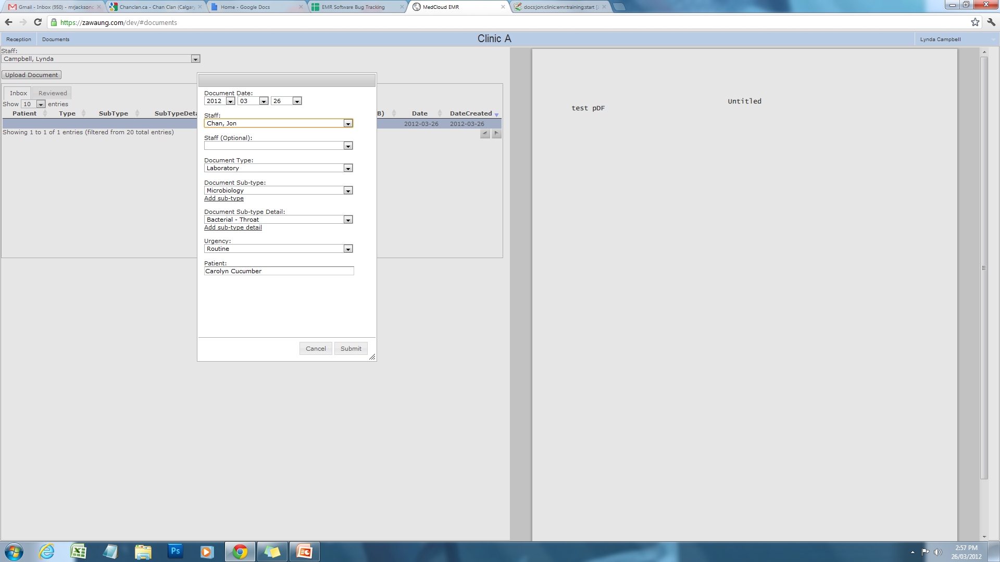 Gmail - Inbox (950) - mrjacksonc
Chanclan.ca - Chan Clan (Calgary
Home - Google Docs
EMR Software Bug Tracking
MedCloud EMR
docs:jon:clinic:emr:training:start [
https://zawaung.com/dev/#documents
Reception
Documents
Clinic A
Lynda Campbell
Staff:
Campbell, Lynda
Upload Document
Inbox
Reviewed
Show 10 entries
Patient Type SubType SubTypeDeta B) Date DateCreated
2012-03-26 2012-03-26
Showing 1 to 1 of 1 entries (filtered from 20 total entries)
Document Date:
2012 03 26
Staff:
Chan, Jon
Staff (Optional):
Document Type:
Laboratory
Document Sub-type:
Microbiology
Add sub-type
Document Sub-type Detail:
Bacterial - Throat
Add sub-type detail
Urgency:
Routine
Patient:
Carolyn Cucumber
Cancel
Submit
Untitled
test pDF
Ps
2:57 PM
26/03/2012